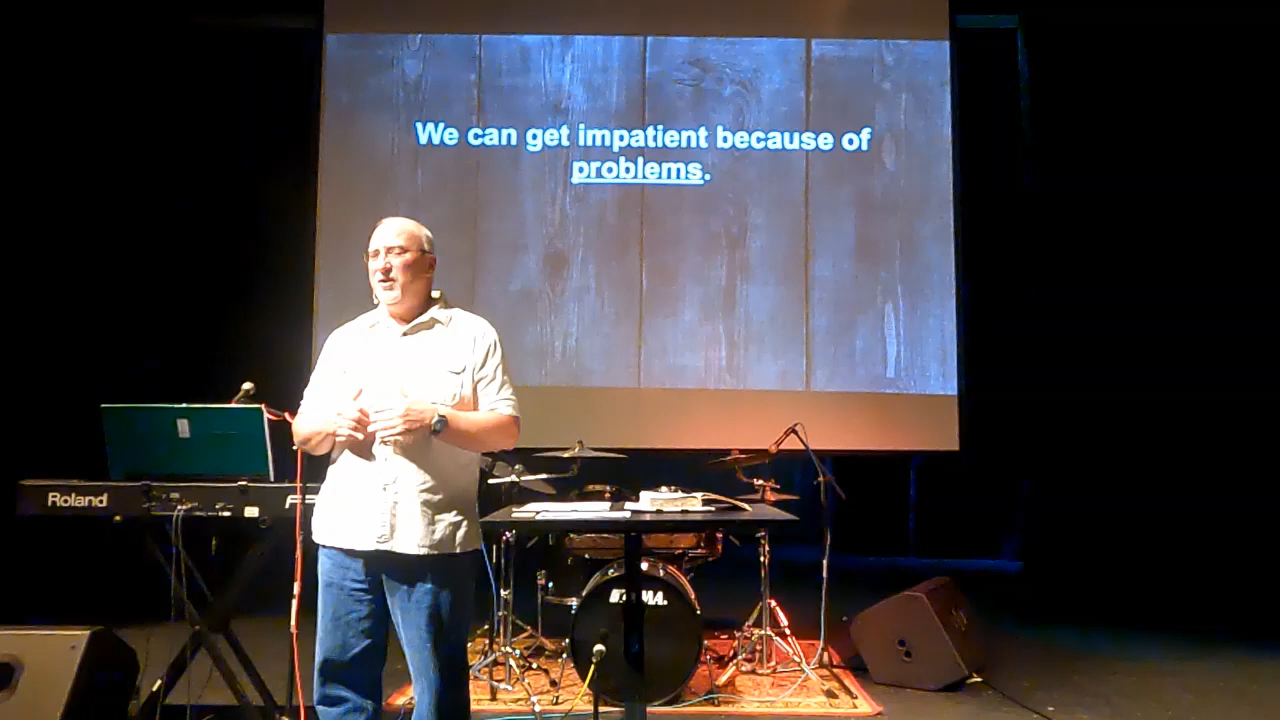 We can get impatient because of
problems.
Roland
TAMA.